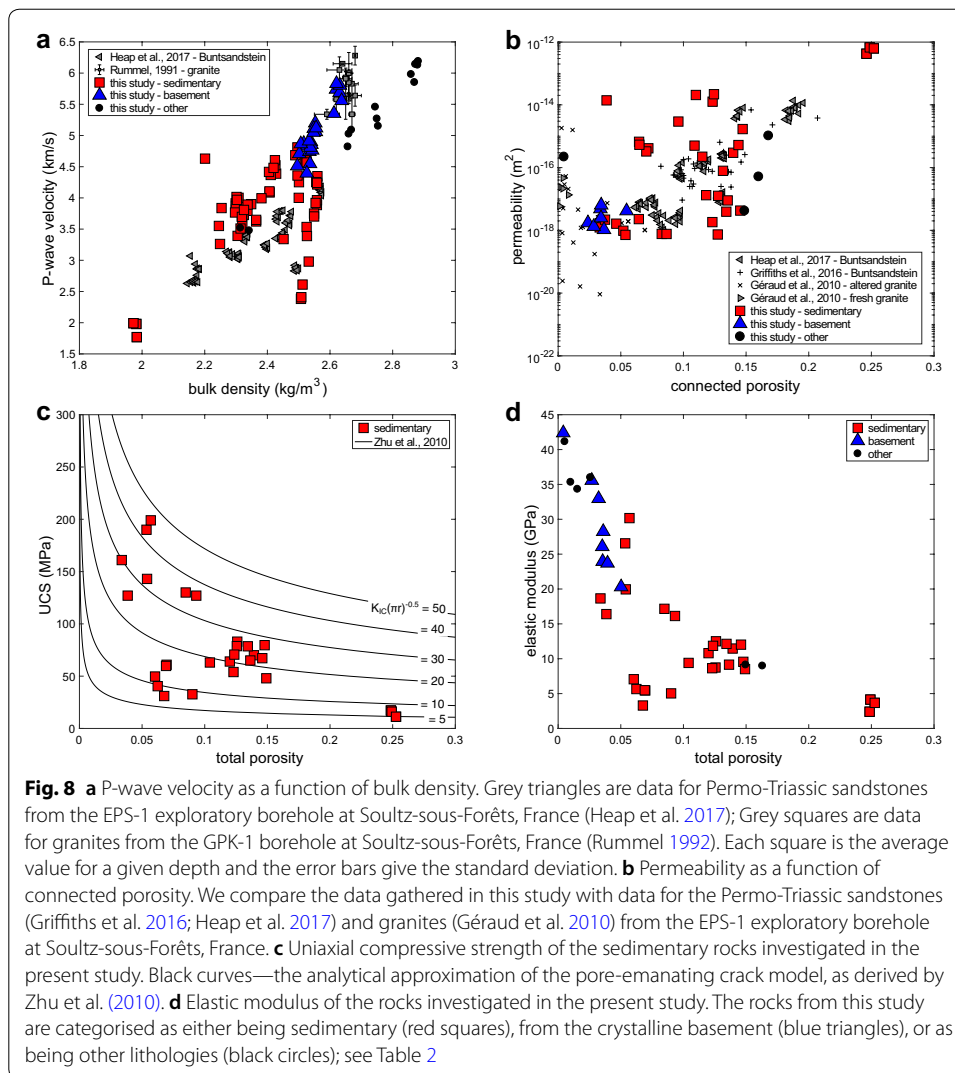 a
Heap et al., 2017 - Buntsandstein
Rummel, 1991 - granite
this study - sedimentary
this study - basement
this study - other
6.5
6
5.5
5
4.5
4
3.5
3
2.5
2
1.5
P-wave velocity (km/s)
1.8
2
2.2
2.4
2.6
2.8
3
bulk density (kg/m³)
b
10⁻¹²
10⁻¹⁴
10⁻¹⁶
10⁻¹⁸
10⁻²⁰
10⁻²²
permeability (m²)
Heap et al., 2017 - Buntsandstein
Griffiths et al., 2016 - Buntsandstein
Géraud et al., 2010 - altered granite
Géraud et al., 2010 - fresh granite
this study - sedimentary
this study - basement
this study - other
0
0.05
0.1
0.15
0.2
0.25
0.3
connected porosity
c
sedimentary
Zhu et al., 2010
300
250
200
150
100
50
0
UCS (MPa)
K_IC(πr)^-0.5 = 50
= 40
= 30
= 20
= 10
= 5
0
0.05
0.1
0.15
0.2
0.25
0.3
total porosity
d
sedimentary
basement
other
45
40
35
30
25
20
15
10
5
0
elastic modulus (GPa)
0
0.05
0.1
0.15
0.2
0.25
0.3
total porosity
Fig. 8 a P-wave velocity as a function of bulk density. Grey triangles are data for Permo-Triassic sandstones
from the EPS-1 exploratory borehole at Soultz-sous-Forêts, France (Heap et al. 2017); Grey squares are data
for granites from the GPK-1 borehole at Soultz-sous-Forêts, France (Rummel 1992). Each square is the average
value for a given depth and the error bars give the standard deviation. b Permeability as a function of
connected porosity. We compare the data gathered in this study with data for the Permo-Triassic sandstones
(Griffiths et al. 2016; Heap et al. 2017) and granites (Géraud et al. 2010) from the EPS-1 exploratory borehole
at Soultz-sous-Forêts, France. c Uniaxial compressive strength of the sedimentary rocks investigated in the
present study. Black curves—the analytical approximation of the pore-emanating crack model, as derived by
Zhu et al. (2010). d Elastic modulus of the rocks investigated in the present study. The rocks from this study
are categorised as either being sedimentary (red squares), from the crystalline basement (blue triangles), or as
being other lithologies (black circles); see Table 2